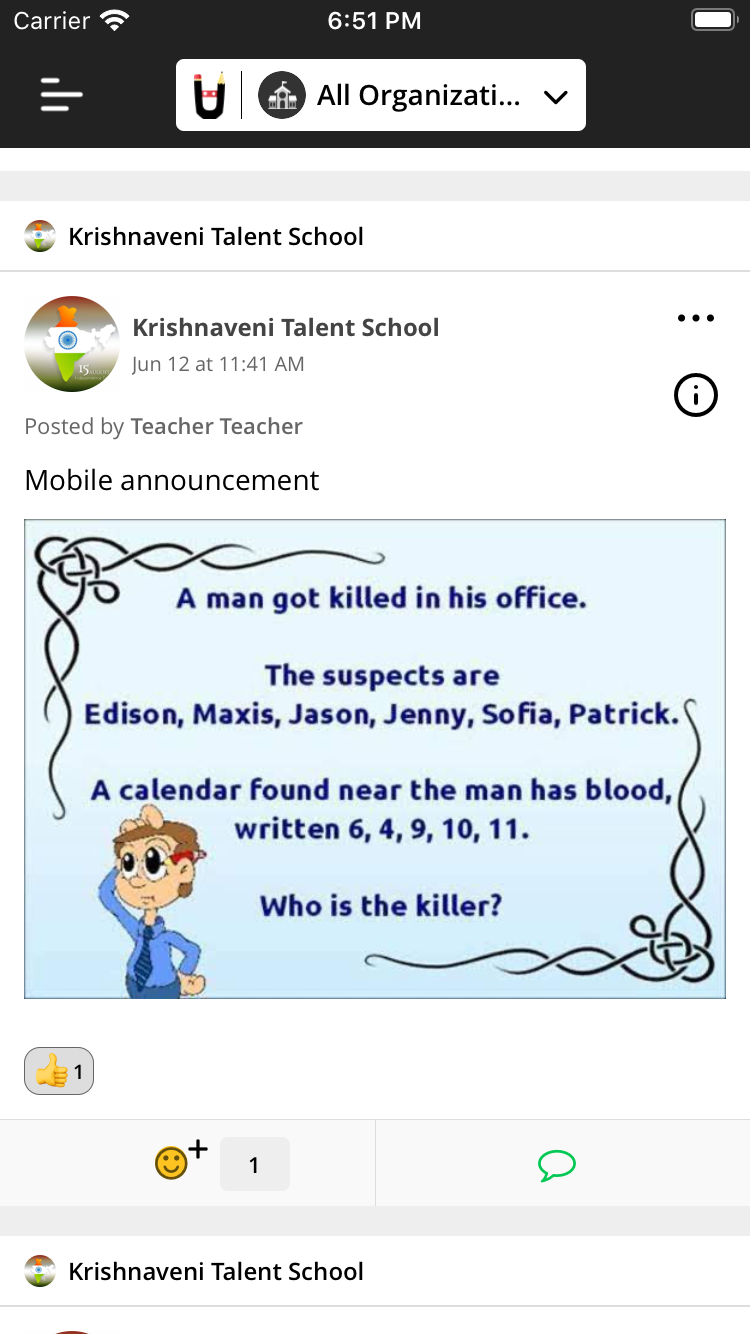 Carrier 6:51 PM
All Organizati...
Krishnaveni Talent School
Krishnaveni Talent School
Jun 12 at 11:41 AM
Posted by Teacher Teacher
Mobile announcement
A man got killed in his office.
The suspects are
Edison, Maxis, Jason, Jenny, Sofia, Patrick.
A calendar found near the man has blood,
written 6, 4, 9, 10, 11.
Who is the killer?
1
1
Krishnaveni Talent School